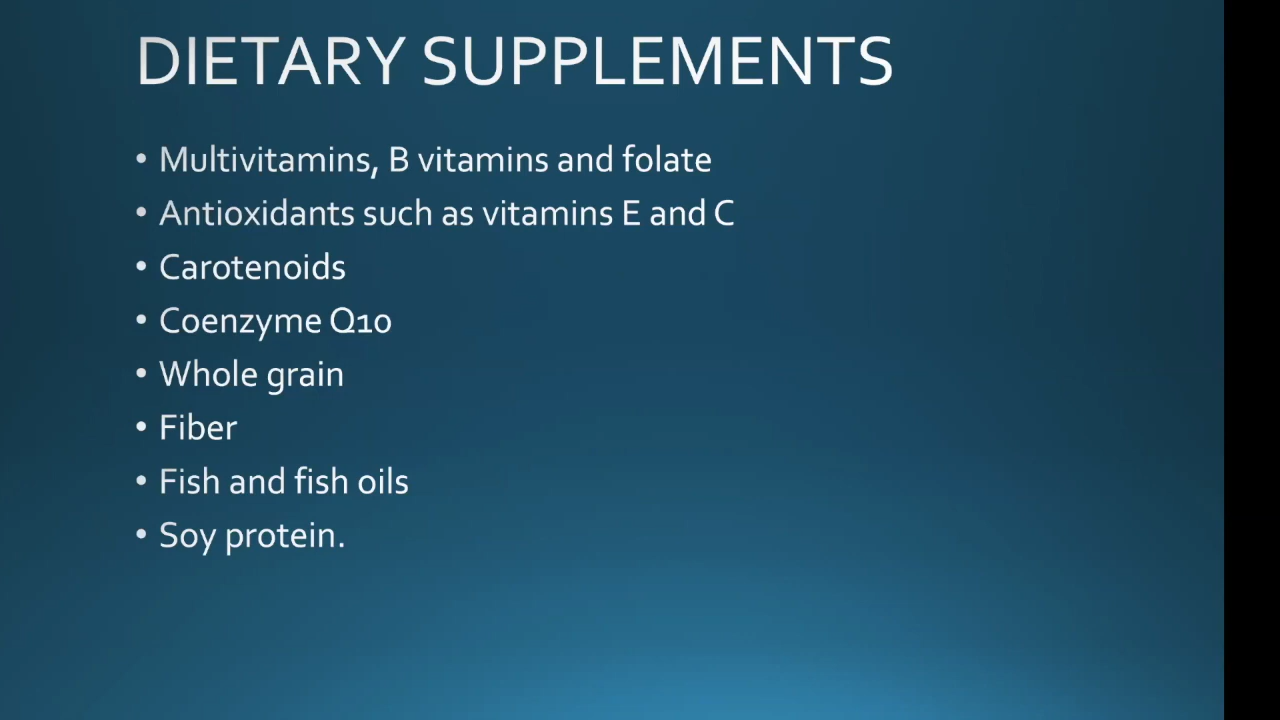 DIETARY SUPPLEMENTS
• Multivitamins, B vitamins and folate
• Antioxidants such as vitamins E and C
• Carotenoids
• Coenzyme Q10
• Whole grain
• Fiber
• Fish and fish oils
• Soy protein.